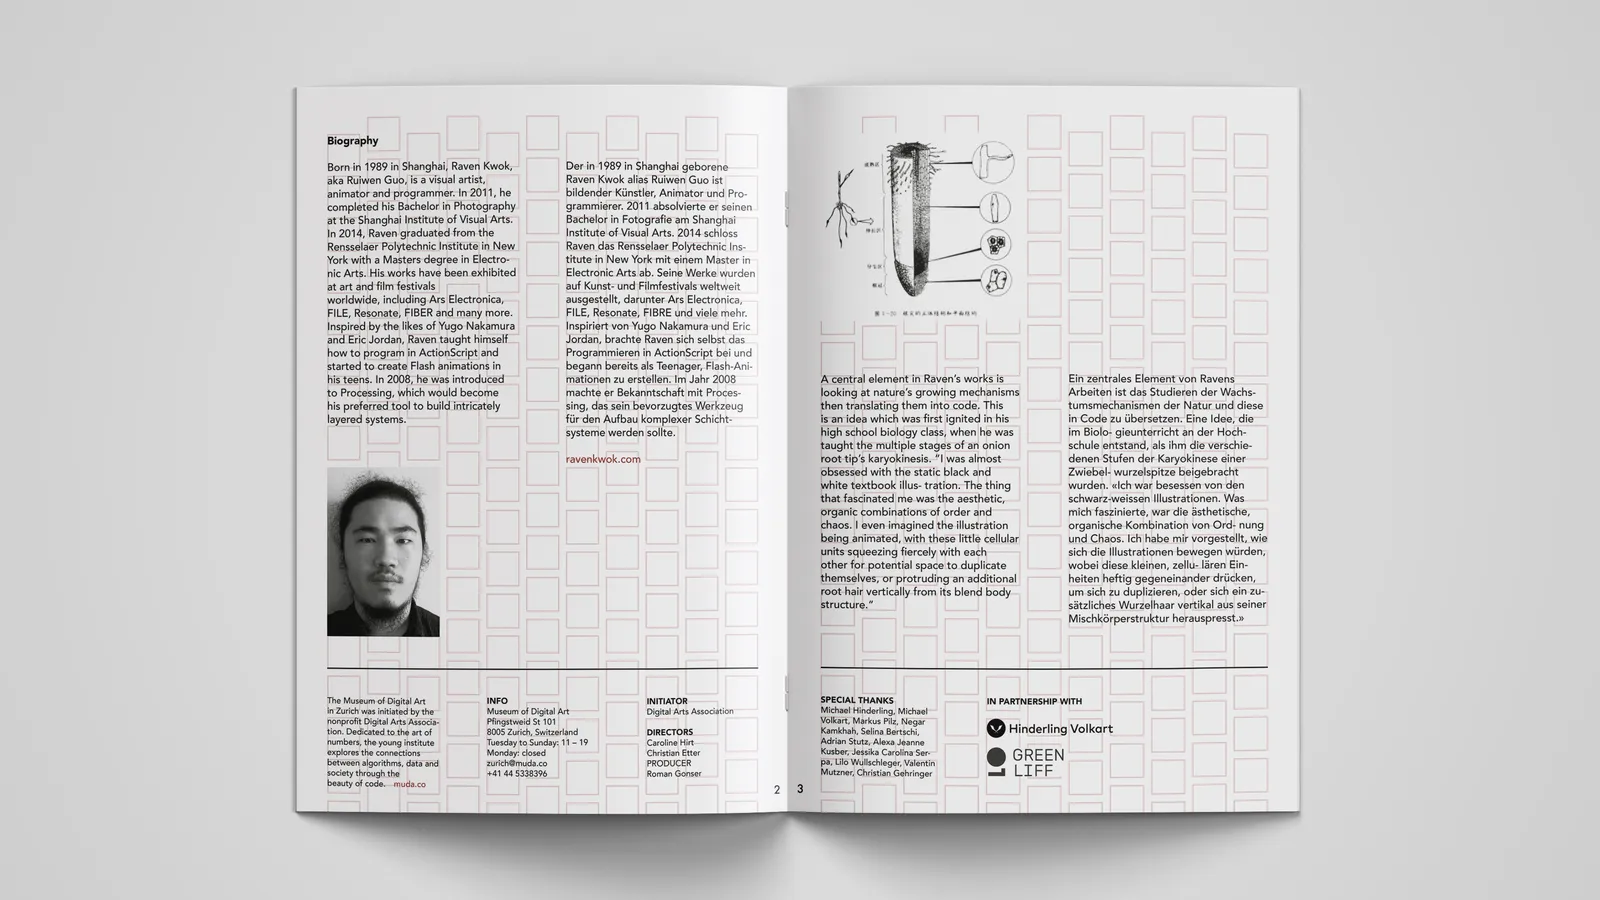 Biography
Born in 1989 in Shanghai, Raven Kwok,
aka Ruiwen Guo, is a visual artist,
animator and programmer. In 2011, he
completed his Bachelor in Photography
at the Shanghai Institute of Visual Arts.
In 2014, Raven graduated from the
Rensselaer Polytechnic Institute in New
York with a Masters degree in Electro-
nic Arts. His works have been exhibited
at art and film festivals
worldwide, including Ars Electronica,
FILE, Resonate, FIBER and many more.
Inspired by the likes of Yugo Nakamura
and Eric Jordan, Raven taught himself
how to program in ActionScript and
started to create Flash animations in
his teens. In 2008, he was introduced
to Processing, which would become
his preferred tool to build intricately
layered systems.
Der in 1989 in Shanghai geborene
Raven Kwok alias Ruiwen Guo ist
bildender Künstler, Animator und Pro-
grammierer. 2011 absolvierte er seinen
Bachelor in Fotografie am Shanghai
Institute of Visual Arts. 2014 schloss
Raven das Rensselaer Polytechnic Ins-
titute in New York mit einem Master in
Electronic Arts ab. Seine Werke wurden
auf Kunst- und Filmfestivals weltweit
ausgestellt, darunter Ars Electronica,
FILE, Resonate, FIBRE und viele mehr.
Inspiriert von Yugo Nakamura und Eric
Jordan, brachte Raven sich selbst das
Programmieren in ActionScript bei und
begann bereits als Teenager, Flash-Ani-
mationen zu erstellen. Im Jahr 2008
machte er Bekanntschaft mit Proces-
sing, das sein bevorzugtes Werkzeug
für den Aufbau komplexer Schicht-
systeme werden sollte.
ravenkwok.com
The Museum of Digital Art
in Zurich was initiated by the
nonprofit Digital Arts Associa-
tion. Dedicated to the art of
numbers, the young institute
explores the connections
between algorithms, data and
society through the
beauty of code. muda.co
INFO
Museum of Digital Art
Pfingstweid St 101
8005 Zurich, Switzerland
Tuesday to Sunday: 11 – 19
Monday: closed
zurich@muda.co
+41 44 5338396
INITIATOR
Digital Arts Association
DIRECTORS
Caroline Hirt
Christian Etter
PRODUCER
Roman Gonser
2
A central element in Raven's works is
looking at nature's growing mechanisms
then translating them into code. This
is an idea which was first ignited in his
high school biology class, when he was
taught the multiple stages of an onion
root tip's karyokinesis. "I was almost
obsessed with the static black and
white textbook illus- tration. The thing
that fascinated me was the aesthetic,
organic combinations of order and
chaos. I even imagined the illustration
being animated, with these little cellular
units squeezing fiercely with each
other for potential space to duplicate
themselves, or protruding an additional
root hair vertically from its blend body
structure."
Ein zentrales Element von Ravens
Arbeiten ist das Studieren der Wachs-
tumsmechanismen der Natur und diese
in Code zu übersetzen. Eine Idee, die
im Biolo- gieunterricht an der Hoch-
schule entstand, als ihm die verschie-
denen Stufen der Karyokinese einer
Zwiebel- wurzelspitze beigebracht
wurden. «Ich war besessen von den
schwarz-weissen Illustrationen. Was
mich faszinierte, war die ästhetische,
organische Kombination von Ord- nung
und Chaos. Ich habe mir vorgestellt, wie
sich die Illustrationen bewegen würden,
wobei diese kleinen, zellu- lären Ein-
heiten heftig gegeneinander drücken,
um sich zu duplizieren, oder sich ein zu-
sätzliches Wurzelhaar vertikal aus seiner
Mischkörperstruktur herauspresst.»
SPECIAL THANKS
Michael Hinderling, Michael
Volkart, Markus Pilz, Negar
Kamkhah, Selina Bertschi,
Adrian Stutz, Alexa Jeanne
Kusber, Jessika Carolina Ser-
pa, Lilo Wullschleger, Valentin
Mutzner, Christian Gehringer
IN PARTNERSHIP WITH
Hinderling Volkart
GREEN
LIFF
3